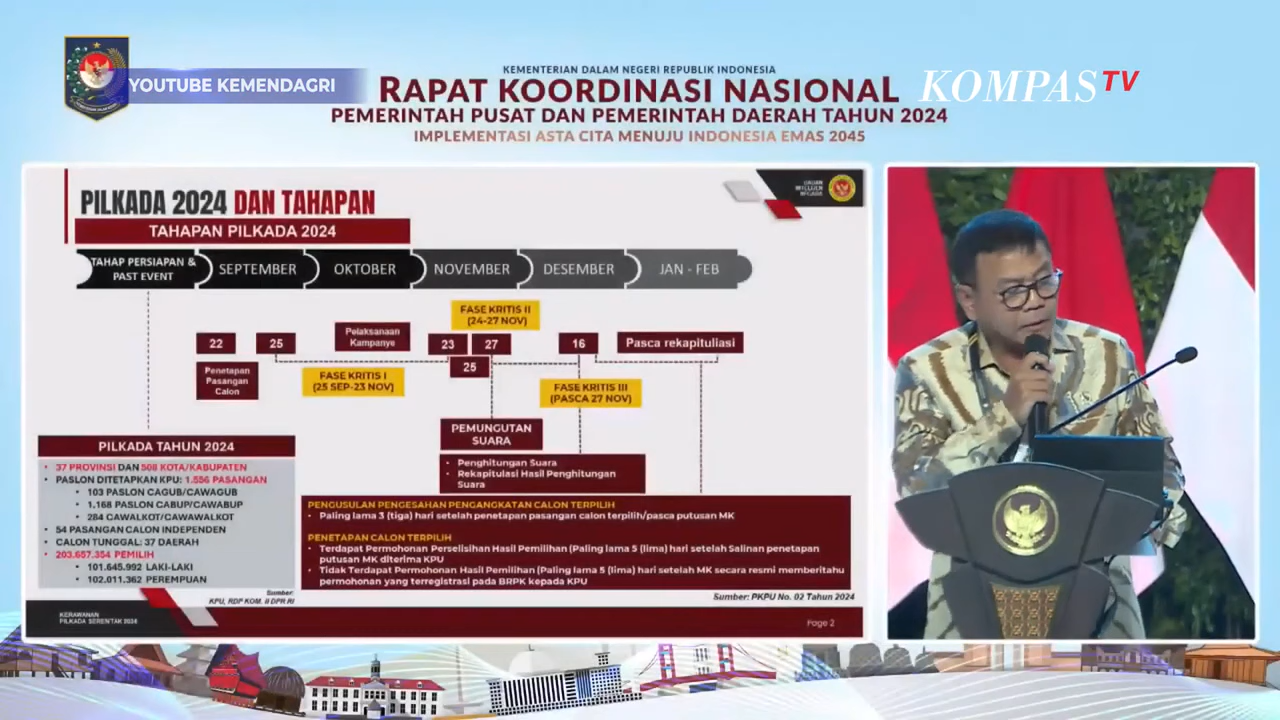 YOUTUBE KEMENDAGRI
KEMENTERIAN DALAM NEGERI REPUBLIK INDONESIA
RAPAT KOORDINASI NASIONAL
PEMERINTAH PUSAT DAN PEMERINTAH DAERAH TAHUN 2024
IMPLEMENTASI ASTA CITA MENUJU INDONESIA EMAS 2045
KOMPAS TV
PILKADA 2024 DAN TAHAPAN
TAHAPAN PILKADA 2024
TAHAP PERSIAPAN &
PAST EVENT
SEPTEMBER
OKTOBER
NOVEMBER
DESEMBER
JAN - FEB
FASE KRITIS II
(24-27 NOV)
22
25
Pelaksanaan
Kampanye
23
27
16
Pasca rekapituliasi
25
Penetapan
Pasangan
Calon
FASE KRITIS I
(25 SEP-23 NOV)
FASE KRITIS III
(PASCA 27 NOV)
PEMUNGUTAN
SUARA
• Penghitungan Suara
• Rekapitulasi Hasil Penghitungan
Suara
PILKADA TAHUN 2024
• 37 PROVINSI DAN 508 KOTA/KABUPATEN
• PASLON DITETAPKAN KPU: 1.556 PASANGAN
• 103 PASLON CAGUB/CAWAGUB
• 1.168 PASLON CABUP/CAWABUP
• 284 CAWALKOT/CAWAWALKOT
• 54 PASANGAN CALON INDEPENDEN
• CALON TUNGGAL: 37 DAERAH
• 203.657.354 PEMILIH
• 101.645.992 LAKI-LAKI
• 102.011.362 PEREMPUAN
Sumber:
KPU, RDP KOM. II DPR RI
PENGUSULAN PENGESAHAN PENGANGKATAN CALON TERPILIH
• Paling lama 3 (tiga) hari setelah penetapan pasangan calon terpilih/pasca putusan MK
PENETAPAN CALON TERPILIH
• Terdapat Permohonan Perselisihan Hasil Pemilihan (Paling lama 5 (lima) hari setelah Salinan penetapan
putusan MK diterima KPU
• Tidak Terdapat Permohonan Hasil Pemilihan (Paling lama 5 (lima) hari setelah MK secara resmi memberitahu
permohonan yang terregistrasi pada BRPK kepada KPU
Sumber: PKPU No. 02 Tahun 2024
KERAWANAN
PILKADA SERENTAK 2024
Page 2